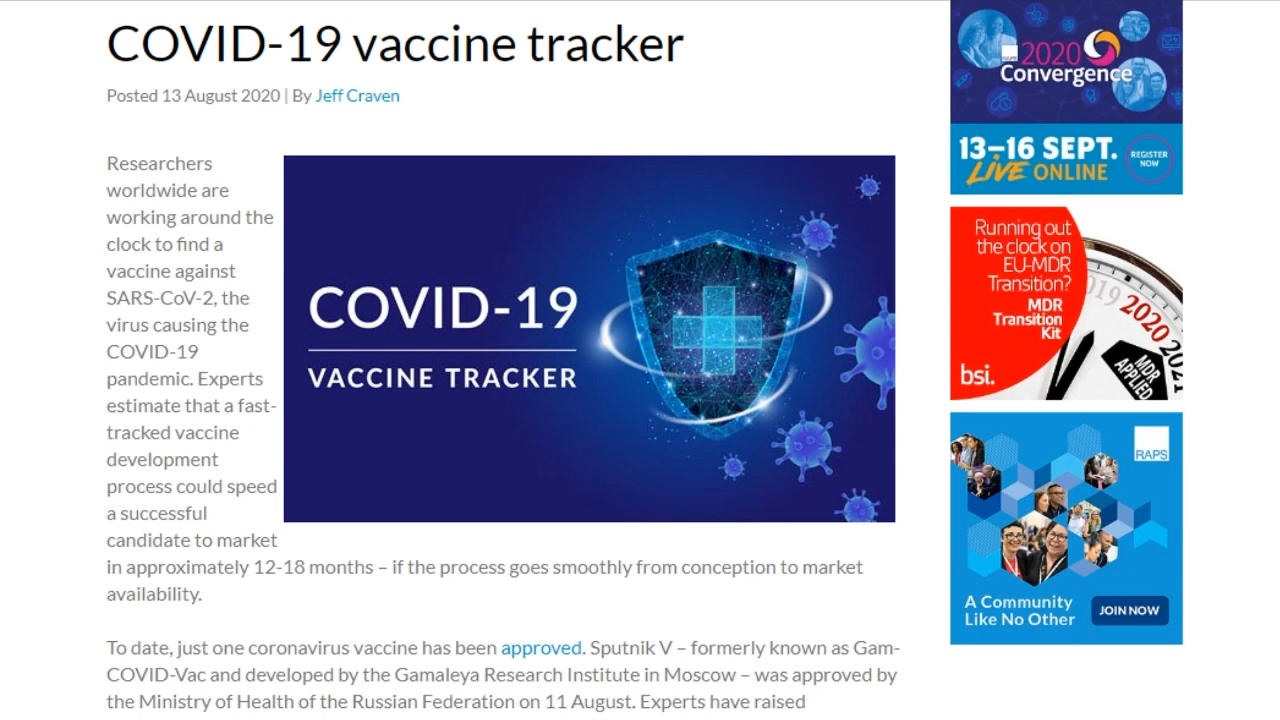 COVID-19 vaccine tracker
Posted 13 August 2020 | By Jeff Craven
Researchers
worldwide are
working around the
clock to find a
vaccine against
SARS-CoV-2, the
virus causing the
COVID-19
pandemic. Experts
estimate that a fast-
tracked vaccine
development
process could speed
a successful
candidate to market
in approximately 12-18 months – if the process goes smoothly from conception to market
availability.
To date, just one coronavirus vaccine has been approved. Sputnik V – formerly known as Gam-
COVID-Vac and developed by the Gamaleya Research Institute in Moscow – was approved by
the Ministry of Health of the Russian Federation on 11 August. Experts have raised
COVID-19
VACCINE TRACKER
2020
Convergence
13–16 SEPT.
LIVE ONLINE
REGISTER
NOW
Running out
the clock on
EU-MDR
Transition?
MDR
Transition
Kit
bsi.
2019 2020 2021
MDR
APPLIED
RAPS
A Community
Like No Other
JOIN NOW